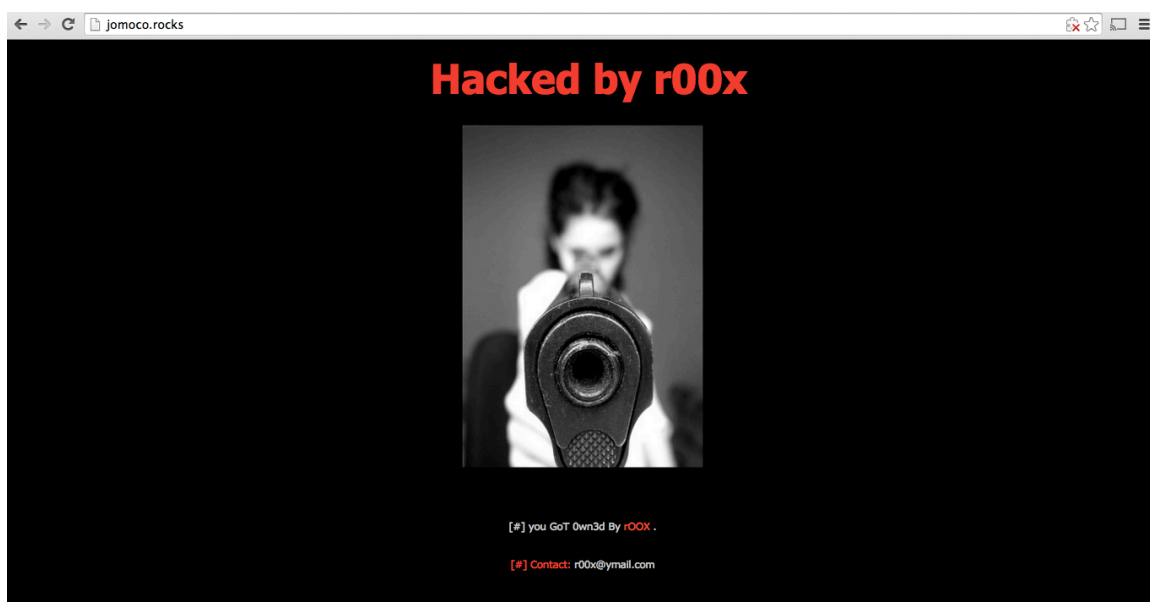 jomoco.rocks
Hacked by r00x
[#] you GoT 0wn3d By rOOX .
[#] Contact: r00x@ymail.com